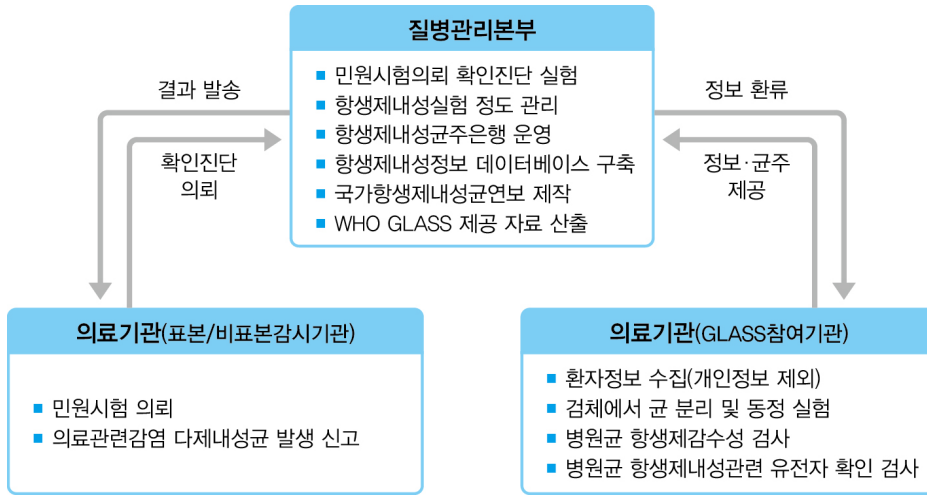 질병관리본부
민원시험의뢰 확인진단 실험
항생제내성실험 정도 관리
항생제내성균주은행 운영
항생제내성정보 데이터베이스 구축
국가항생제내성균연보 제작
WHO GLASS 제공 자료 산출
결과 발송
확인진단
의뢰
정보 환류
정보·균주
제공
의료기관(표본/비표본감시기관)
민원시험 의뢰
의료관련감염 다제내성균 발생 신고
의료기관(GLASS참여기관)
환자정보 수집(개인정보 제외)
검체에서 균 분리 및 동정 실험
병원균 항생제감수성 검사
병원균 항생제내성관련 유전자 확인 검사